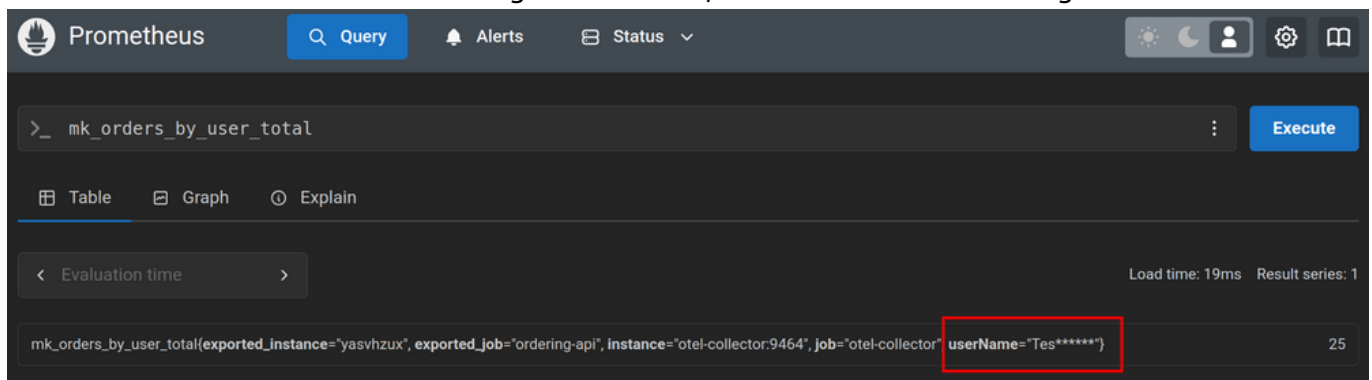 Prometheus Query Alerts Status
>_ mk_orders_by_user_total Execute
Table Graph Explain
< Evaluation time > Load time: 19ms Result series: 1
mk_orders_by_user_total{exported_instance="yasvhzux", exported_job="ordering-api", instance="otel-collector:9464", job="otel-collector" userName="Tes******"} 25